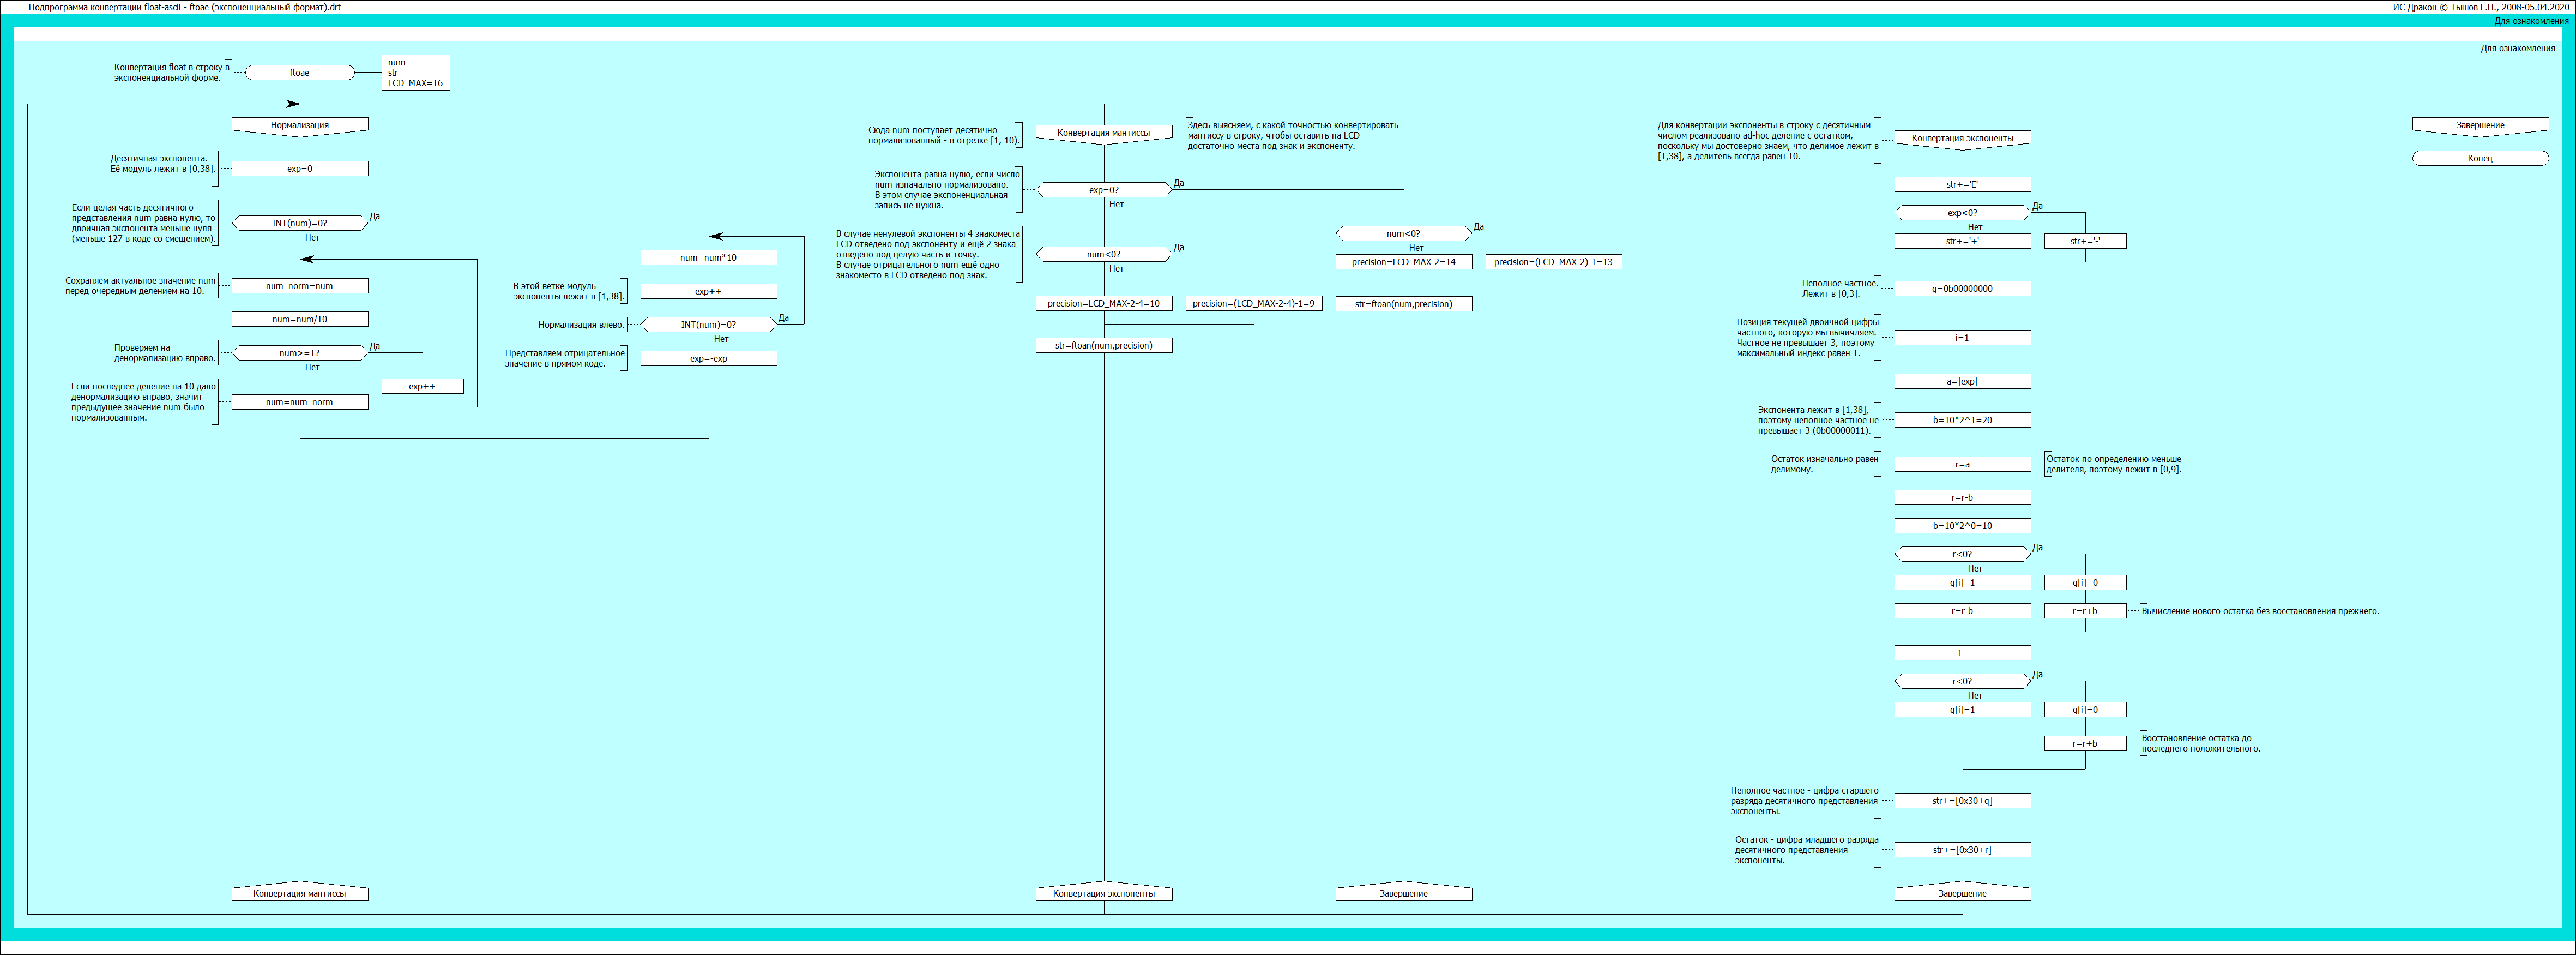 Подпрограмма конвертации float-ascii - ftoae (экспоненциальный формат).drt
ИС Дракон © Тышов Г.Н., 2008-05.04.2020
Для ознакомления
Для ознакомления
Конвертация float в строку в
экспоненциальной форме.
ftoae
num
str
LCD_MAX=16
Нормализация
Десятичная экспонента.
Её модуль лежит в [0,38].
exp=0
Если целая часть десятичного
представления num равна нулю, то
двоичная экспонента меньше нуля
(меньше 127 в коде со смещением).
INT(num)=0?
Да
Нет
Сохраняем актуальное значение num
перед очередным делением на 10.
num_norm=num
num=num/10
Проверяем на
денормализацию вправо.
num>=1?
Да
Нет
exp++
Если последнее деление на 10 дало
денормализацию вправо, значит
предыдущее значение num было
нормализованным.
num=num_norm
num=num*10
В этой ветке модуль
экспоненты лежит в [1,38].
exp++
Нормализация влево.
INT(num)=0?
Да
Нет
Представляем отрицательное
значение в прямом коде.
exp=-exp
Конвертация мантиссы
Сюда num поступает десятично
нормализованный - в отрезке [1, 10).
Конвертация мантиссы
Здесь выясняем, с какой точностью конвертировать
мантиссу в строку, чтобы оставить на LCD
достаточно места под знак и экспоненту.
Экспонента равна нулю, если число
num изначально нормализовано.
В этом случае экспоненциальная
запись не нужна.
exp=0?
Да
Нет
В случае ненулевой экспоненты 4 знакоместа
LCD отведено под экспоненту и ещё 2 знака
отведено под целую часть и точку.
В случае отрицательного num ещё одно
знакоместо в LCD отведено под знак.
num<0?
Да
Нет
precision=LCD_MAX-2-4=10
precision=(LCD_MAX-2-4)-1=9
str=ftoan(num,precision)
Конвертация экспоненты
num<0?
Да
Нет
precision=LCD_MAX-2=14
precision=(LCD_MAX-2)-1=13
str=ftoan(num,precision)
Завершение
Для конвертации экспоненты в строку с десятичным
числом реализовано ad-hoc деление с остатком,
поскольку мы достоверно знаем, что делимое лежит в
[1,38], а делитель всегда равен 10.
Конвертация экспоненты
str+='E'
exp<0?
Да
Нет
str+='+'
str+='-'
Неполное частное.
Лежит в [0,3].
q=0b00000000
Позиция текущей двоичной цифры
частного, которую мы вычичляем.
Частное не превышает 3, поэтому
максимальный индекс равен 1.
i=1
a=|exp|
Экспонента лежит в [1,38],
поэтому неполное частное не
превышает 3 (0b00000011).
b=10*2^1=20
Остаток изначально равен
делимому.
r=a
Остаток по определению меньше
делителя, поэтому лежит в [0,9].
r=r-b
b=10*2^0=10
r<0?
Да
Нет
q[i]=1
q[i]=0
r=r-b
r=r+b
Вычисление нового остатка без восстановления прежнего.
i--
r<0?
Да
Нет
q[i]=1
q[i]=0
r=r+b
Восстановление остатка до
последнего положительного.
Неполное частное - цифра старшего
разряда десятичного представления
экспоненты.
str+=[0x30+q]
Остаток - цифра младшего разряда
десятичного представления
экспоненты.
str+=[0x30+r]
Завершение
Завершение
Конец